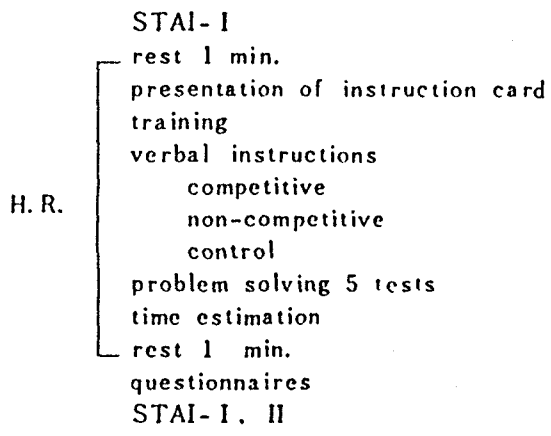 STAI-I
rest 1 min.
presentation of instruction card
training
verbal instructions
competitive
non-competitive
H. R.
control
problem solving 5 tests
time estimation
rest 1 min.
questionnaires
STAI-I, II